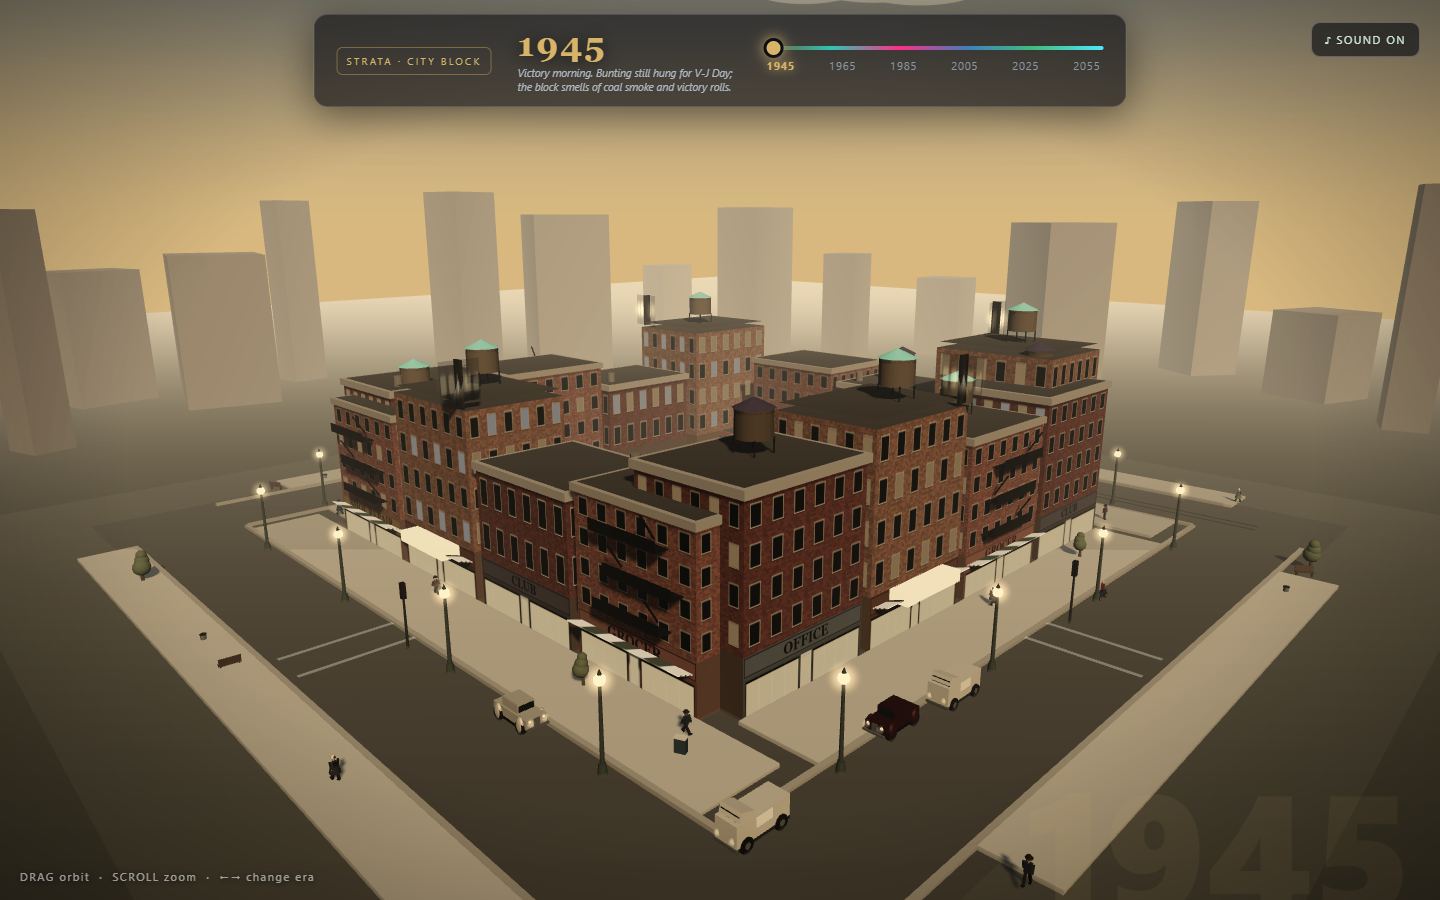 STRATA · CITY BLOCK
1945
Victory morning. Bunting still hung for V-J Day;
the block smells of coal smoke and victory rolls.
1945 1965 1985 2005 2025 2055
♪ SOUND ON
CLUB
GROCER
OFFICE
GROCER
CLUB
DRAG orbit · SCROLL zoom · ←→ change era
1945